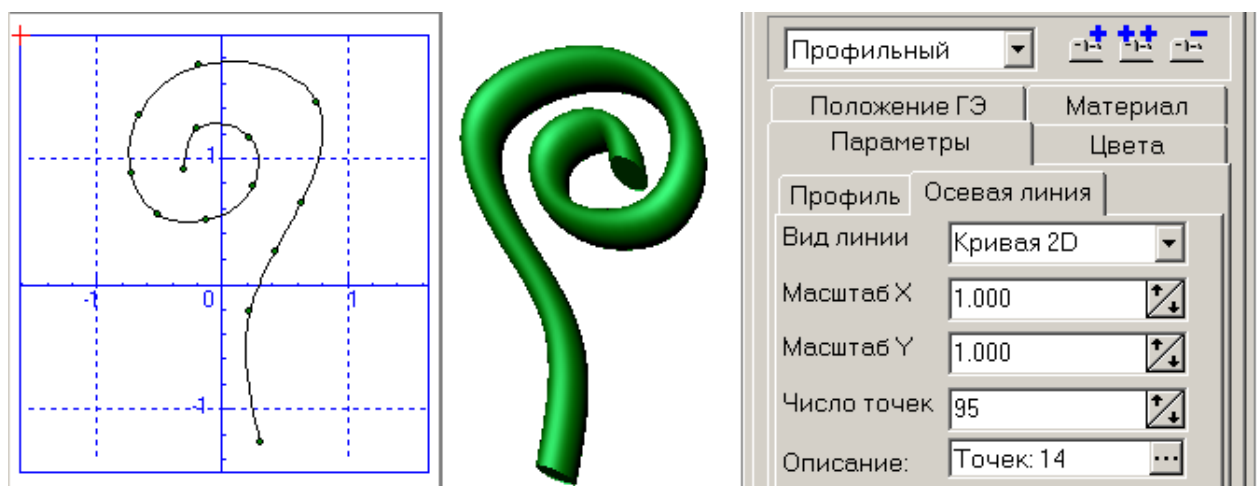 1
-1
0
1
-1
Профильный
Положение ГЭ
Материал
Параметры
Цвета
Профиль
Осевая линия
Вид линии
Кривая 2D
Масштаб X
1.000
Масштаб Y
1.000
Число точек
95
Описание:
Точек: 14
...